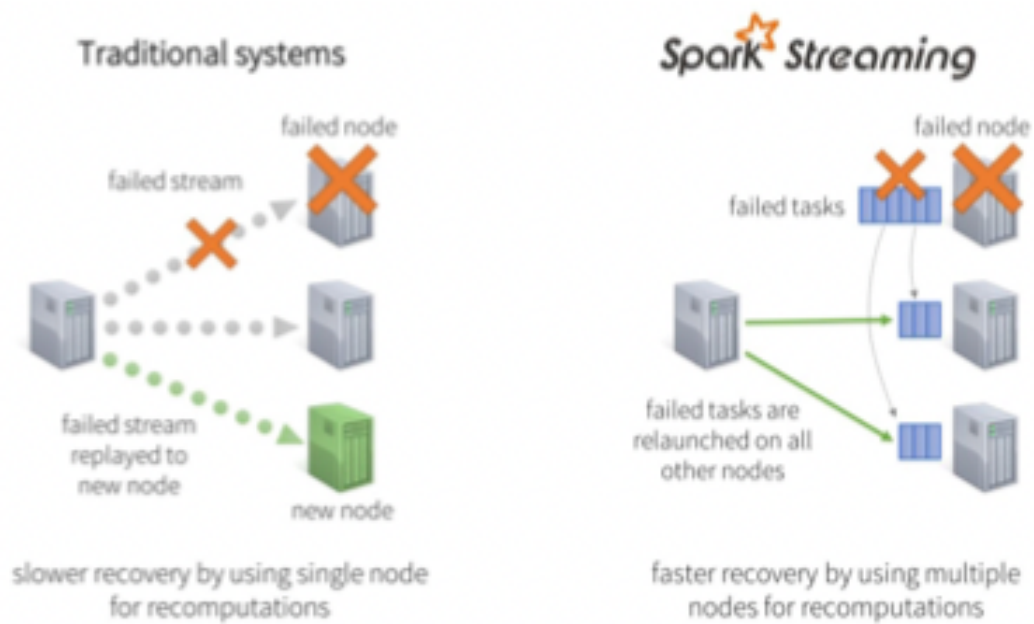 Traditional systems
failed node
failed stream
failed stream
replayed to
new node
new node
slower recovery by using single node
for recomputations
Spark Streaming
failed node
failed tasks
failed tasks are
relaunched on all
other nodes
faster recovery by using multiple
nodes for recomputations